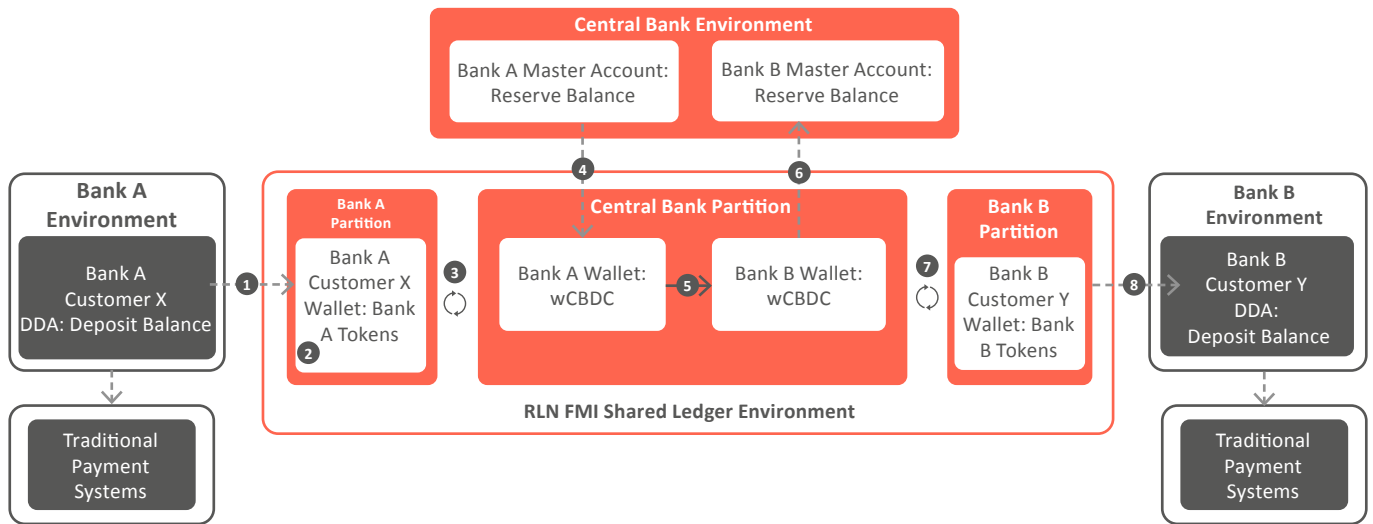 Central Bank Environment
Bank A Master Account:
Reserve Balance
Bank B Master Account:
Reserve Balance
4
6
Bank A
Environment
Bank A
Customer X
DDA: Deposit Balance
Traditional
Payment
Systems
1
Bank A
Partition
Bank A
Customer X
Wallet: Bank
A Tokens
2
3
Central Bank Partition
Bank A Wallet:
wCBDC
5
Bank B Wallet:
wCBDC
7
Bank B
Partition
Bank B
Customer Y
Wallet: Bank
B Tokens
RLN FMI Shared Ledger Environment
8
Bank B
Environment
Bank B
Customer Y
DDA:
Deposit Balance
Traditional
Payment
Systems